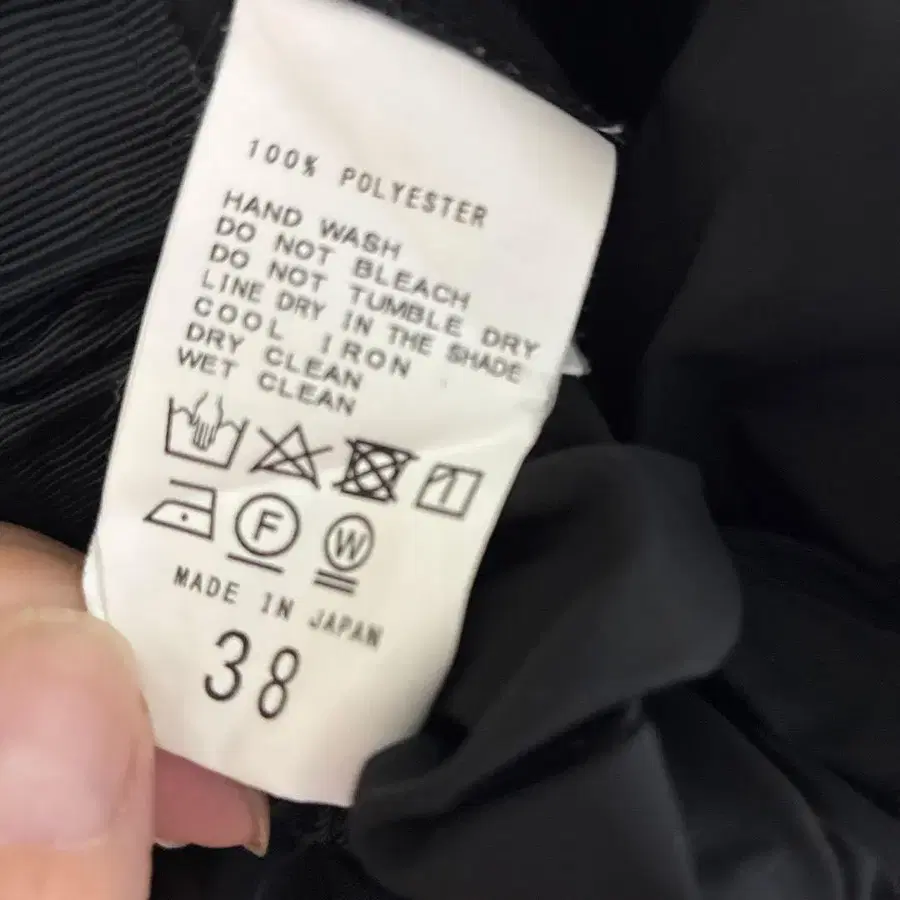 100% POLYESTER
HAND WASH
DO NOT BLEACH
DO NOT TUMBLE DRY
LINE DRY IN THE SHADE
COOL IRON
DRY CLEAN
WET CLEAN
F W
MADE IN JAPAN
38